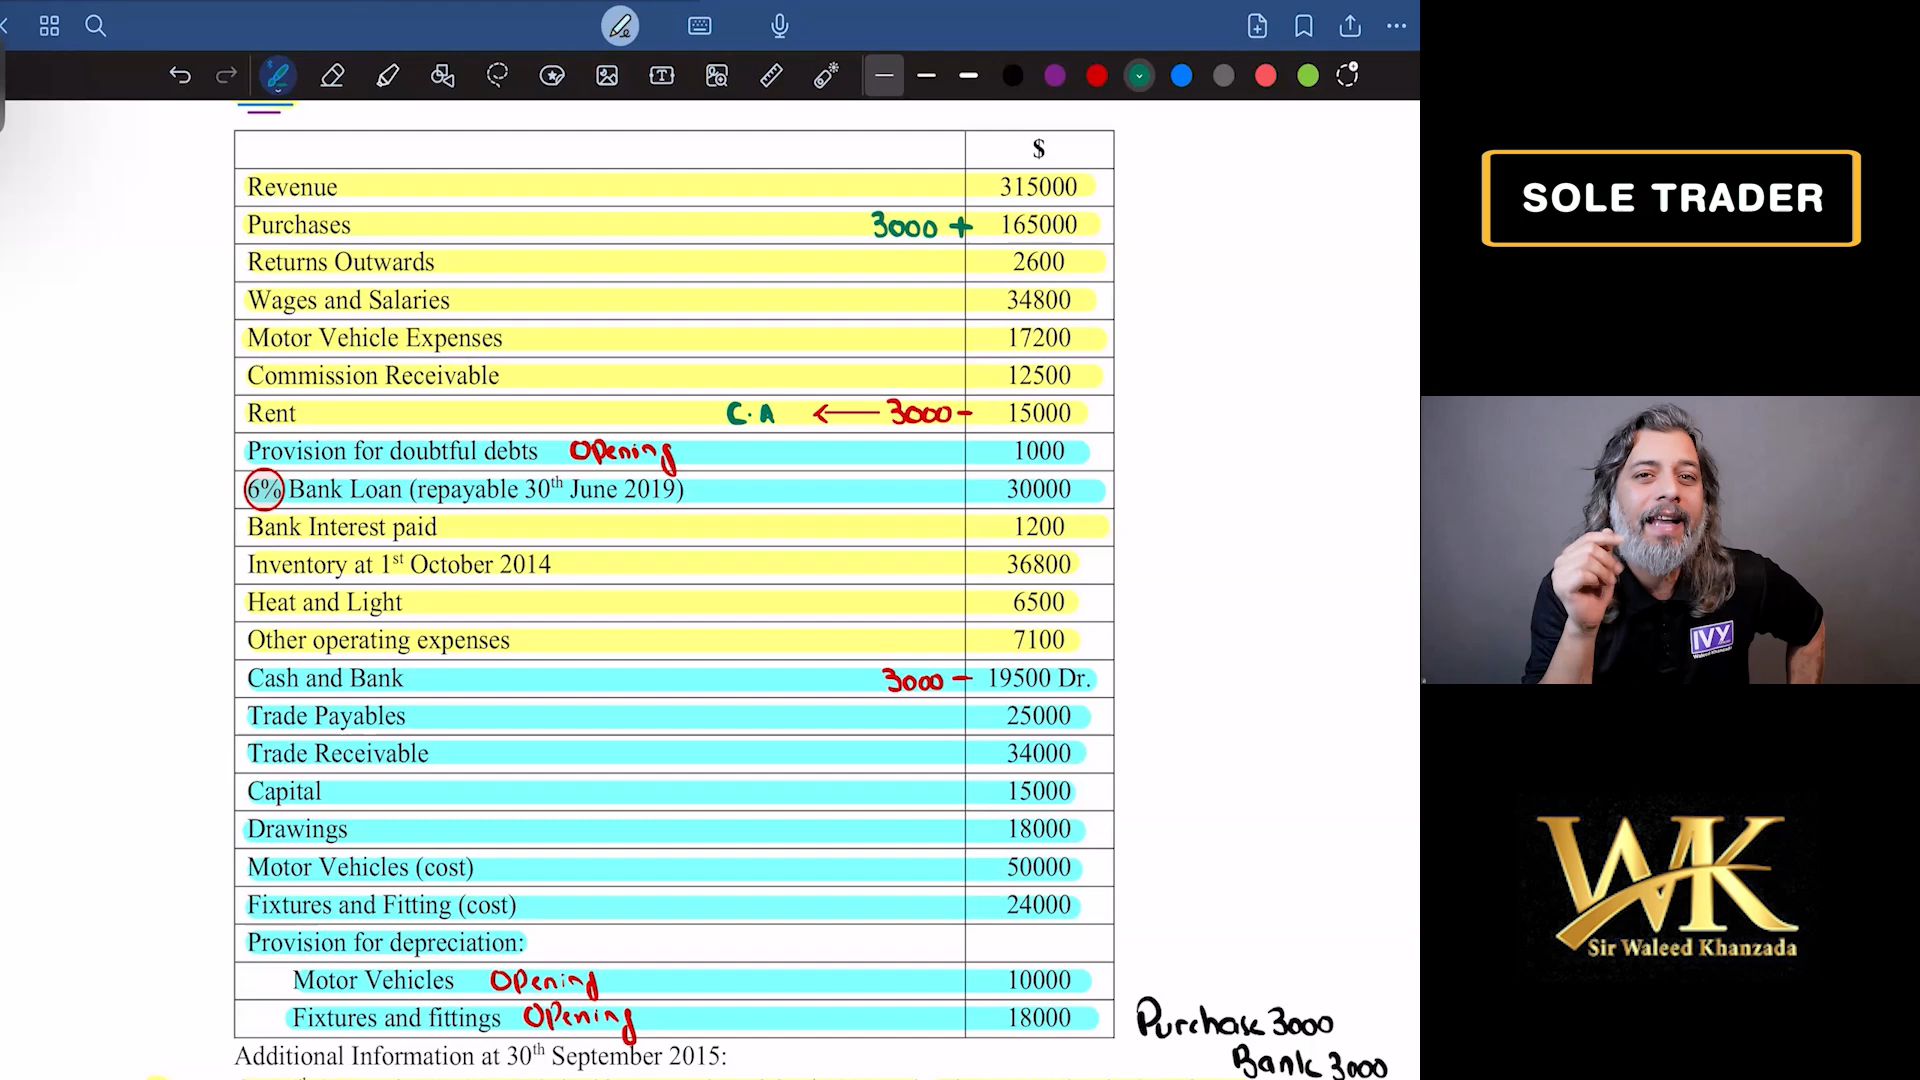 $
Revenue 315000
Purchases 3000 + 165000
Returns Outwards 2600
Wages and Salaries 34800
Motor Vehicle Expenses 17200
Commission Receivable 12500
Rent C.A ← 3000 - 15000
Provision for doubtful debts Opening 1000
6% Bank Loan (repayable 30th June 2019) 30000
Bank Interest paid 1200
Inventory at 1st October 2014 36800
Heat and Light 6500
Other operating expenses 7100
Cash and Bank 3000 - 19500 Dr.
Trade Payables 25000
Trade Receivable 34000
Capital 15000
Drawings 18000
Motor Vehicles (cost) 50000
Fixtures and Fitting (cost) 24000
Provision for depreciation:
Motor Vehicles Opening 10000
Fixtures and fittings Opening 18000
Additional Information at 30th September 2015:
Purchase 3000
Bank 3000
SOLE TRADER
IVY
Waleed Khanzada
WK
Sir Waleed Khanzada